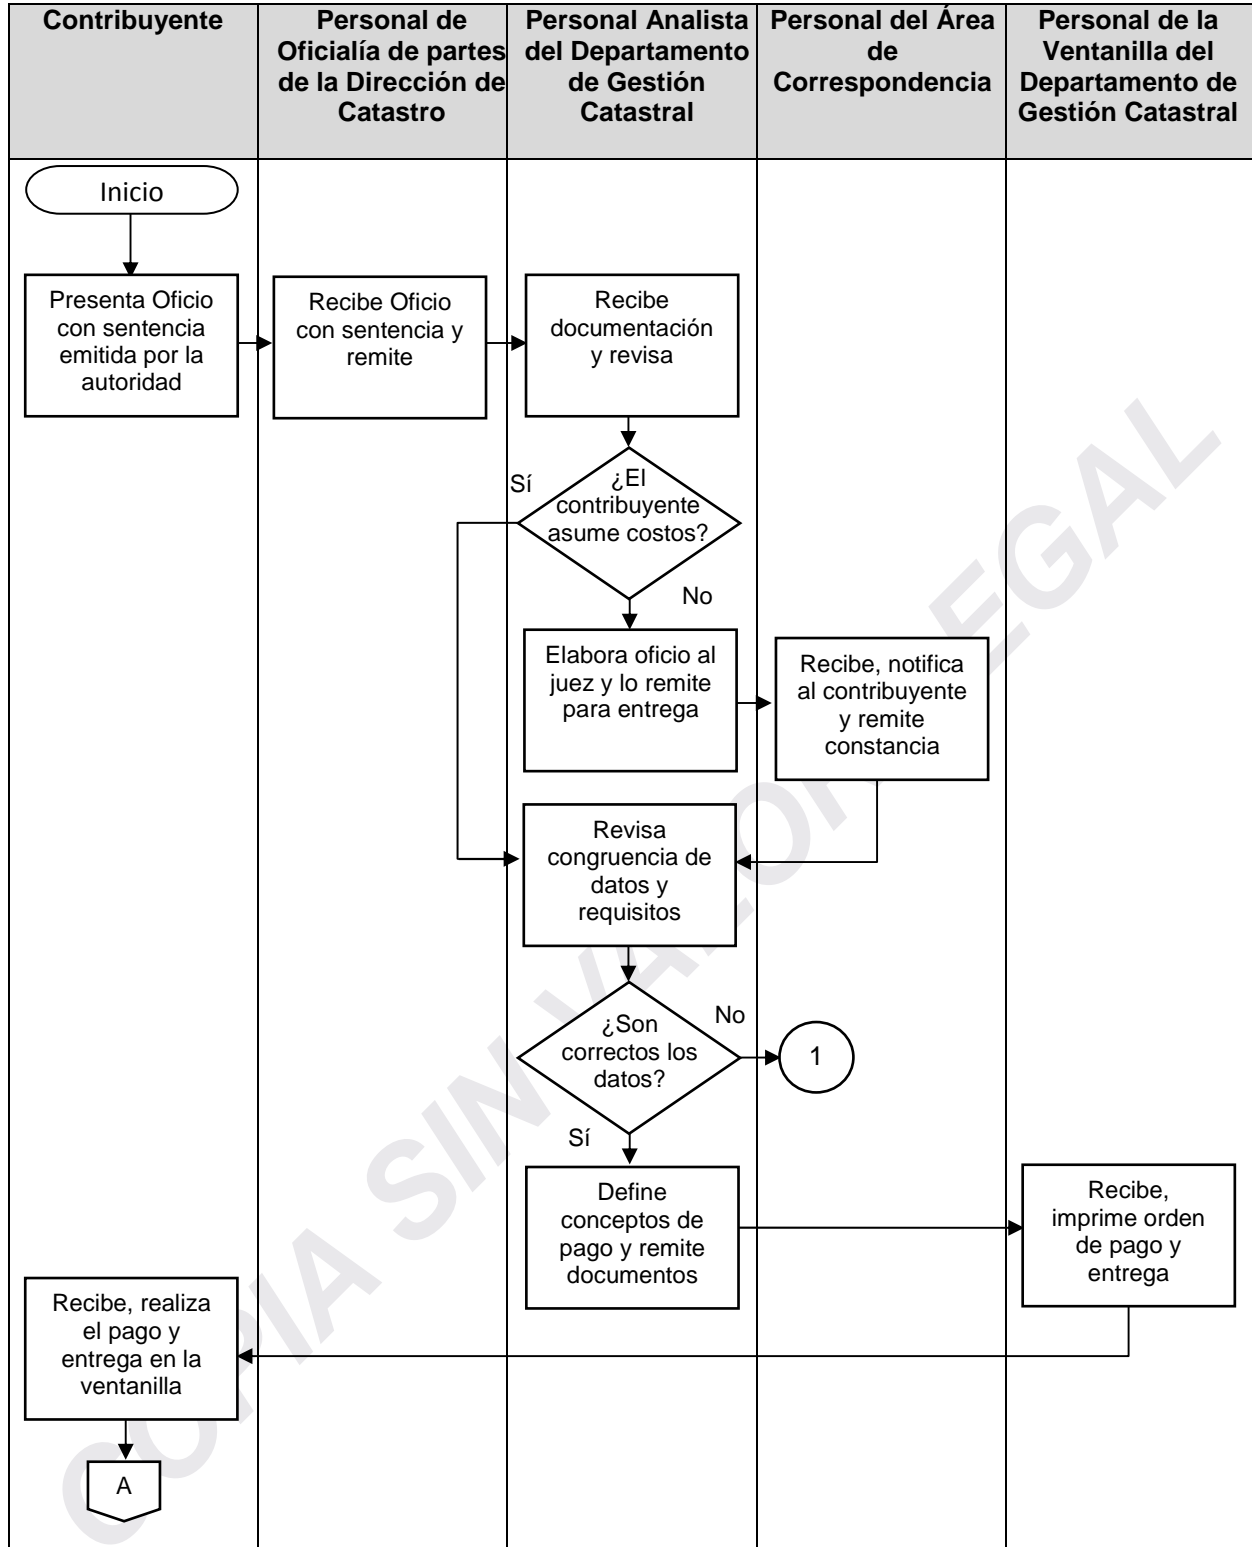 Contribuyente
Personal de
Oficialía de partes
de la Dirección de
Catastro
Personal Analista
del Departamento
de Gestión
Catastral
Personal del Área
de
Correspondencia
Personal de la
Ventanilla del
Departamento de
Gestión Catastral
Inicio
Presenta Oficio
con sentencia
emitida por la
autoridad
Recibe Oficio
con sentencia y
remite
Recibe
documentación
y revisa
¿El
contribuyente
asume costos?
Sí
No
Elabora oficio al
juez y lo remite
para entrega
Recibe, notifica
al contribuyente
y remite
constancia
Revisa
congruencia de
datos y
requisitos
¿Son
correctos los
datos?
No
1
Sí
Define
conceptos de
pago y remite
documentos
Recibe,
imprime orden
de pago y
entrega
Recibe, realiza
el pago y
entrega en la
ventanilla
A
COPIA SIN VALOR LEGAL